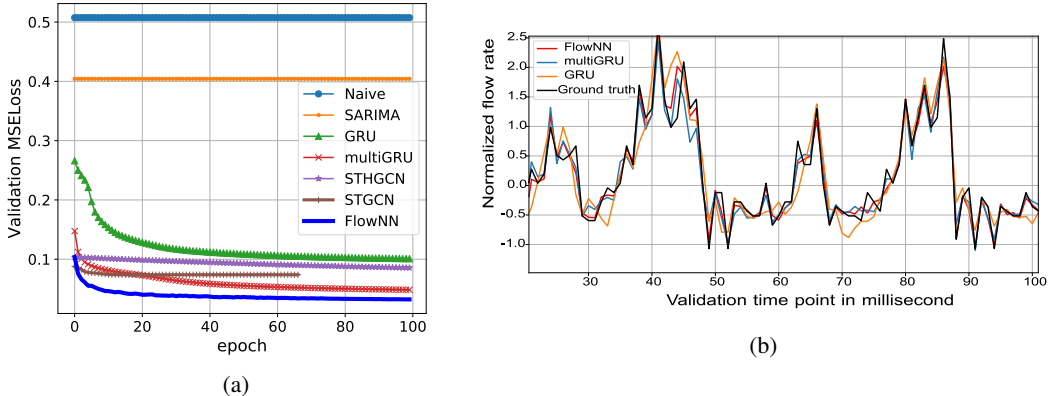 0.5
0.4
0.3
0.2
0.1
Validation MSELoss
0 20 40 60 80 100
epoch
Naive
SARIMA
GRU
multiGRU
STHGCN
STGCN
FlowNN
(a)
2.5
2.0
1.5
1.0
0.5
0.0
-0.5
-1.0
Normalized flow rate
FlowNN
multiGRU
GRU
Ground truth
30 40 50 60 70 80 90 100
Validation time point in millisecond
(b)